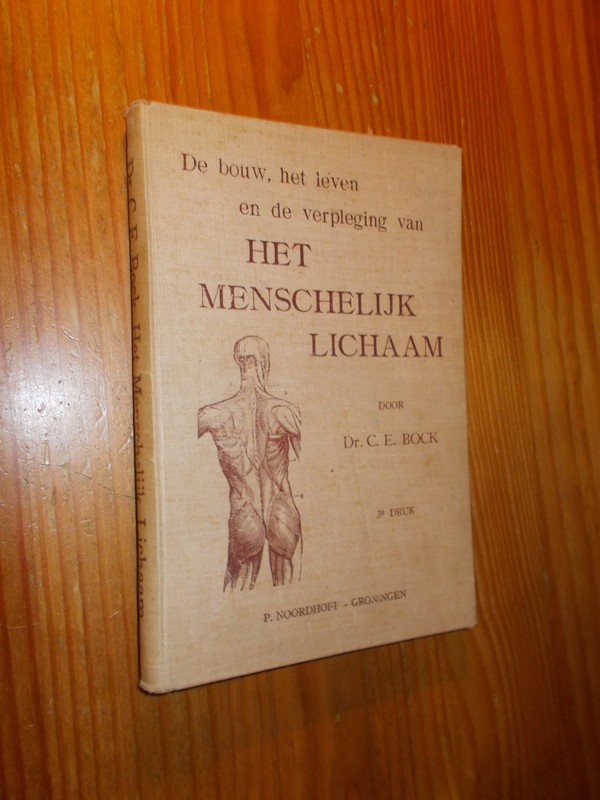 De bouw, het leven
en de verpleging van
HET
MENSCHELIJK
LICHAAM
DOOR
Dr. C. E. BOCK
3e DRUK
P. NOORDHOFF - GRONINGEN
Dr. C. E. Bock, Het Menschelijk Lichaam